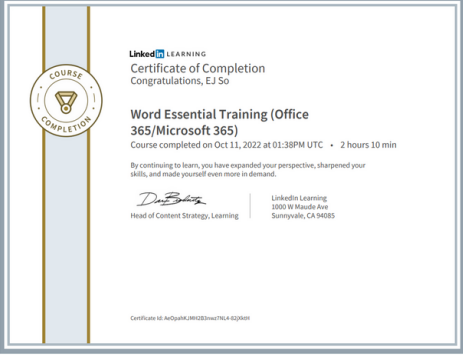 COURSE
COMPLETION
Linked in LEARNING
Certificate of Completion
Congratulations, EJ So
Word Essential Training (Office
365/Microsoft 365)
Course completed on Oct 11, 2022 at 01:38PM UTC • 2 hours 10 min
By continuing to learn, you have expanded your perspective, sharpened your
skills, and made yourself even more in demand.
Head of Content Strategy, Learning
LinkedIn Learning
1000 W Maude Ave
Sunnyvale, CA 94085
Certificate Id: